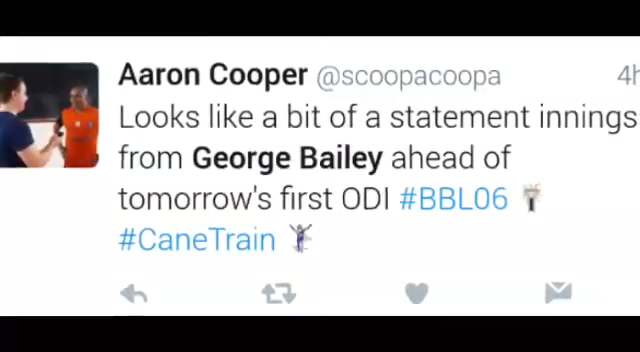 Aaron Cooper @scoopacoopa 4h
Looks like a bit of a statement innings
from George Bailey ahead of
tomorrow's first ODI #BBL06
#CaneTrain